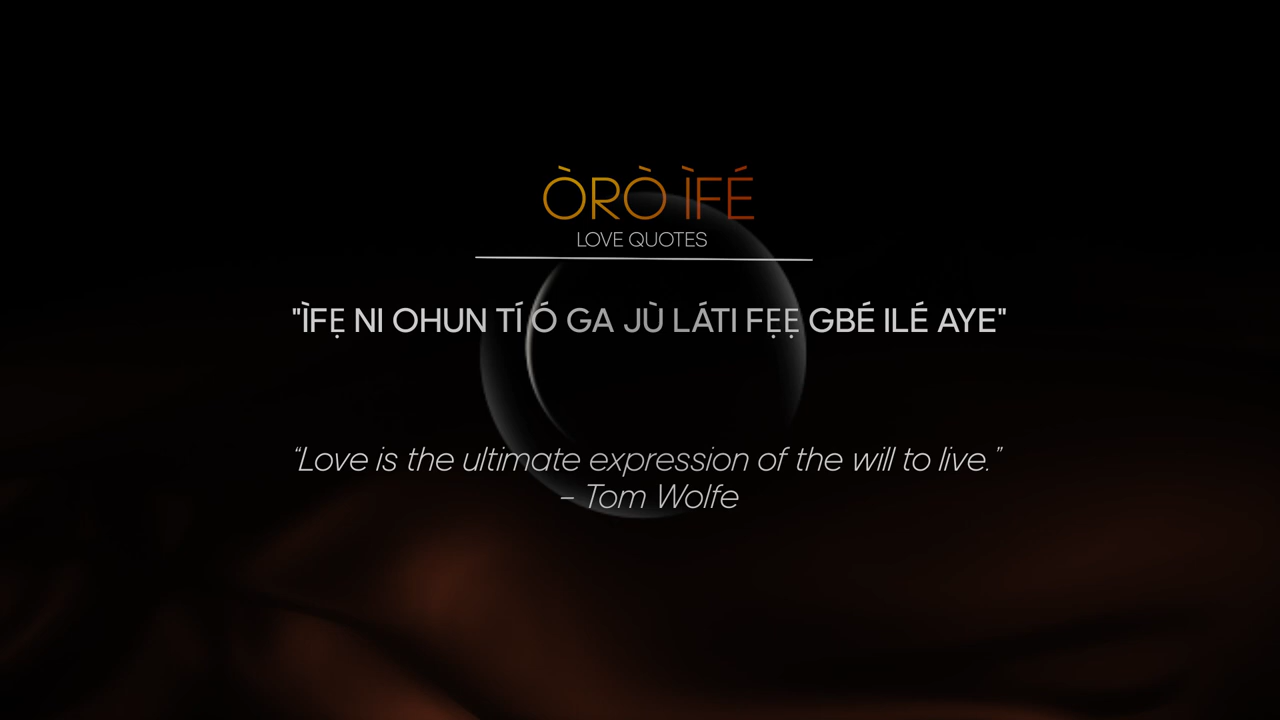 ÒRÒ ÌFÉ
LOVE QUOTES
"ÌFẸ NI OHUN TÍ Ó GA JÙ LÁTI FẸẸ GBÉ ILÉ AYE"
“Love is the ultimate expression of the will to live.”
– Tom Wolfe